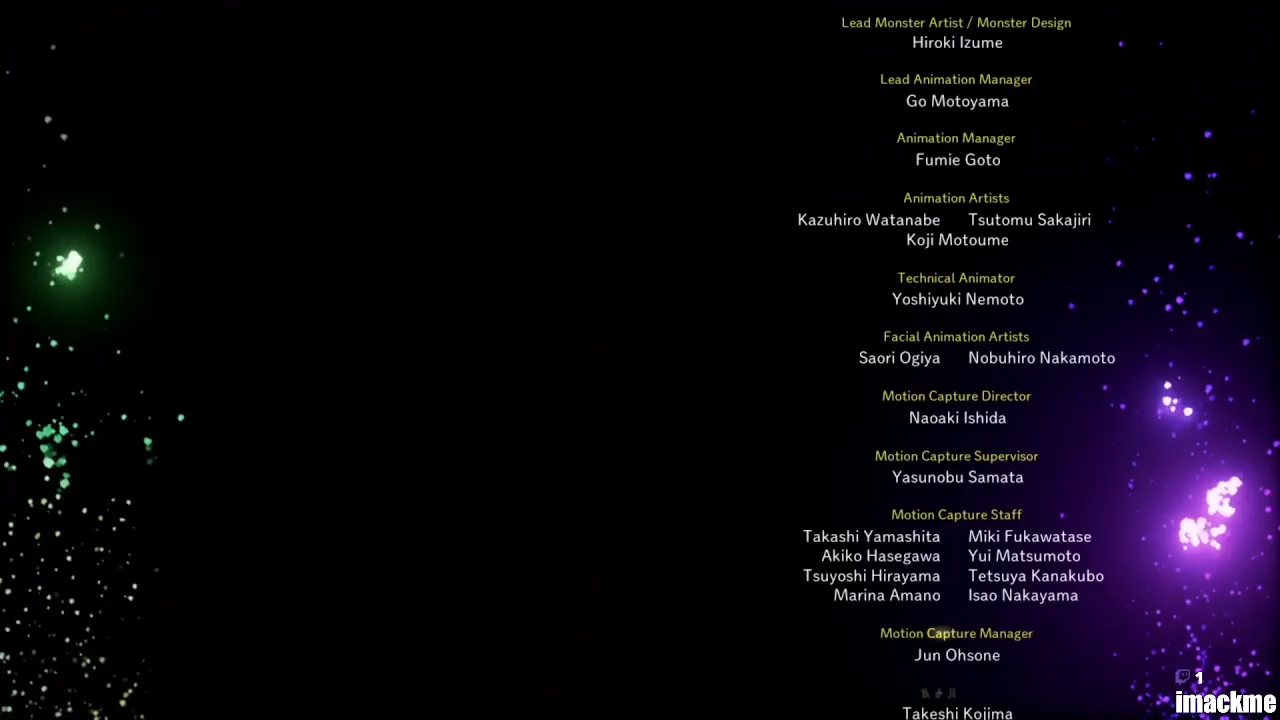 Lead Monster Artist / Monster Design
Hiroki Izume
Lead Animation Manager
Go Motoyama
Animation Manager
Fumie Goto
Animation Artists
Kazuhiro Watanabe Tsutomu Sakajiri
Koji Motoume
Technical Animator
Yoshiyuki Nemoto
Facial Animation Artists
Saori Ogiya Nobuhiro Nakamoto
Motion Capture Director
Naoaki Ishida
Motion Capture Supervisor
Yasunobu Samata
Motion Capture Staff
Takashi Yamashita Miki Fukawatase
Akiko Hasegawa Yui Matsumoto
Tsuyoshi Hirayama Tetsuya Kanakubo
Marina Amano Isao Nakayama
Motion Capture Manager
Jun Ohsone
Takeshi Kojima
1
imackme